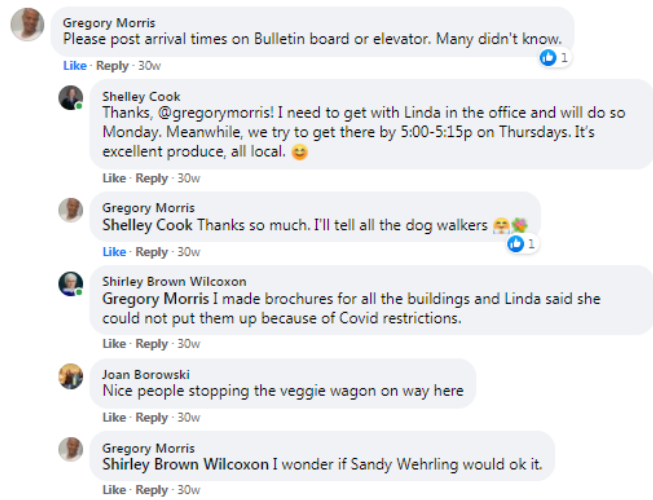 Gregory Morris
Please post arrival times on Bulletin board or elevator. Many didn't know.
1
Like · Reply · 30w
Shelley Cook
Thanks, @gregorymorris! I need to get with Linda in the office and will do so
Monday. Meanwhile, we try to get there by 5:00-5:15p on Thursdays. It's
excellent produce, all local. 😊
Like · Reply · 30w
Gregory Morris
Shelley Cook Thanks so much. I'll tell all the dog walkers 🤗💐
1
Like · Reply · 30w
Shirley Brown Wilcoxon
Gregory Morris I made brochures for all the buildings and Linda said she
could not put them up because of Covid restrictions.
Like · Reply · 30w
Joan Borowski
Nice people stopping the veggie wagon on way here
Like · Reply · 30w
Gregory Morris
Shirley Brown Wilcoxon I wonder if Sandy Wehrling would ok it.
Like · Reply · 30w